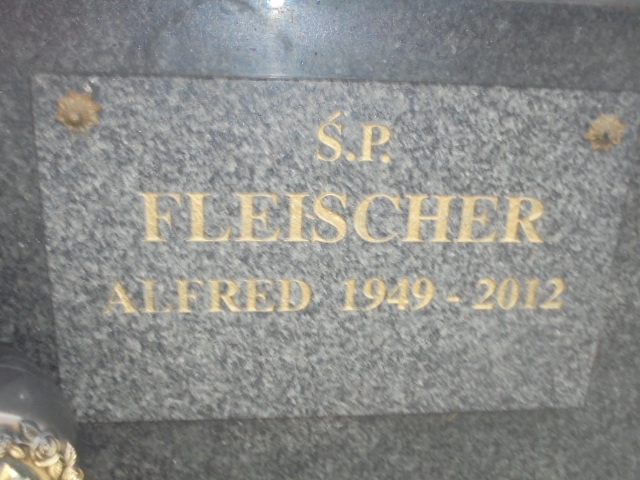 Ś.P.
FLEISCHER
ALFRED 1949 - 2012